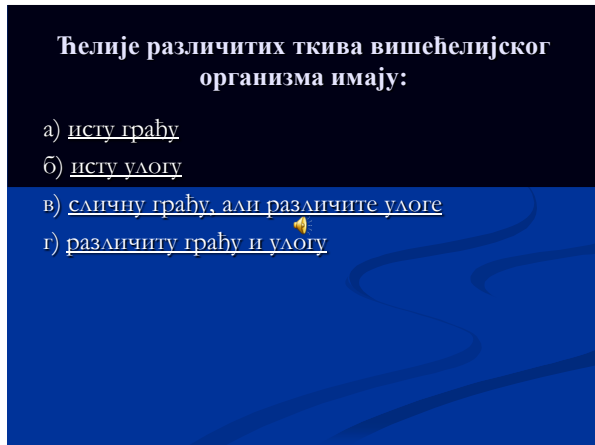 Ћелије различитих ткива вишећелијског
организма имају:
а) исту грађу
б) исту улогу
в) сличну грађу, али различите улоге
г) различиту грађу и улогу